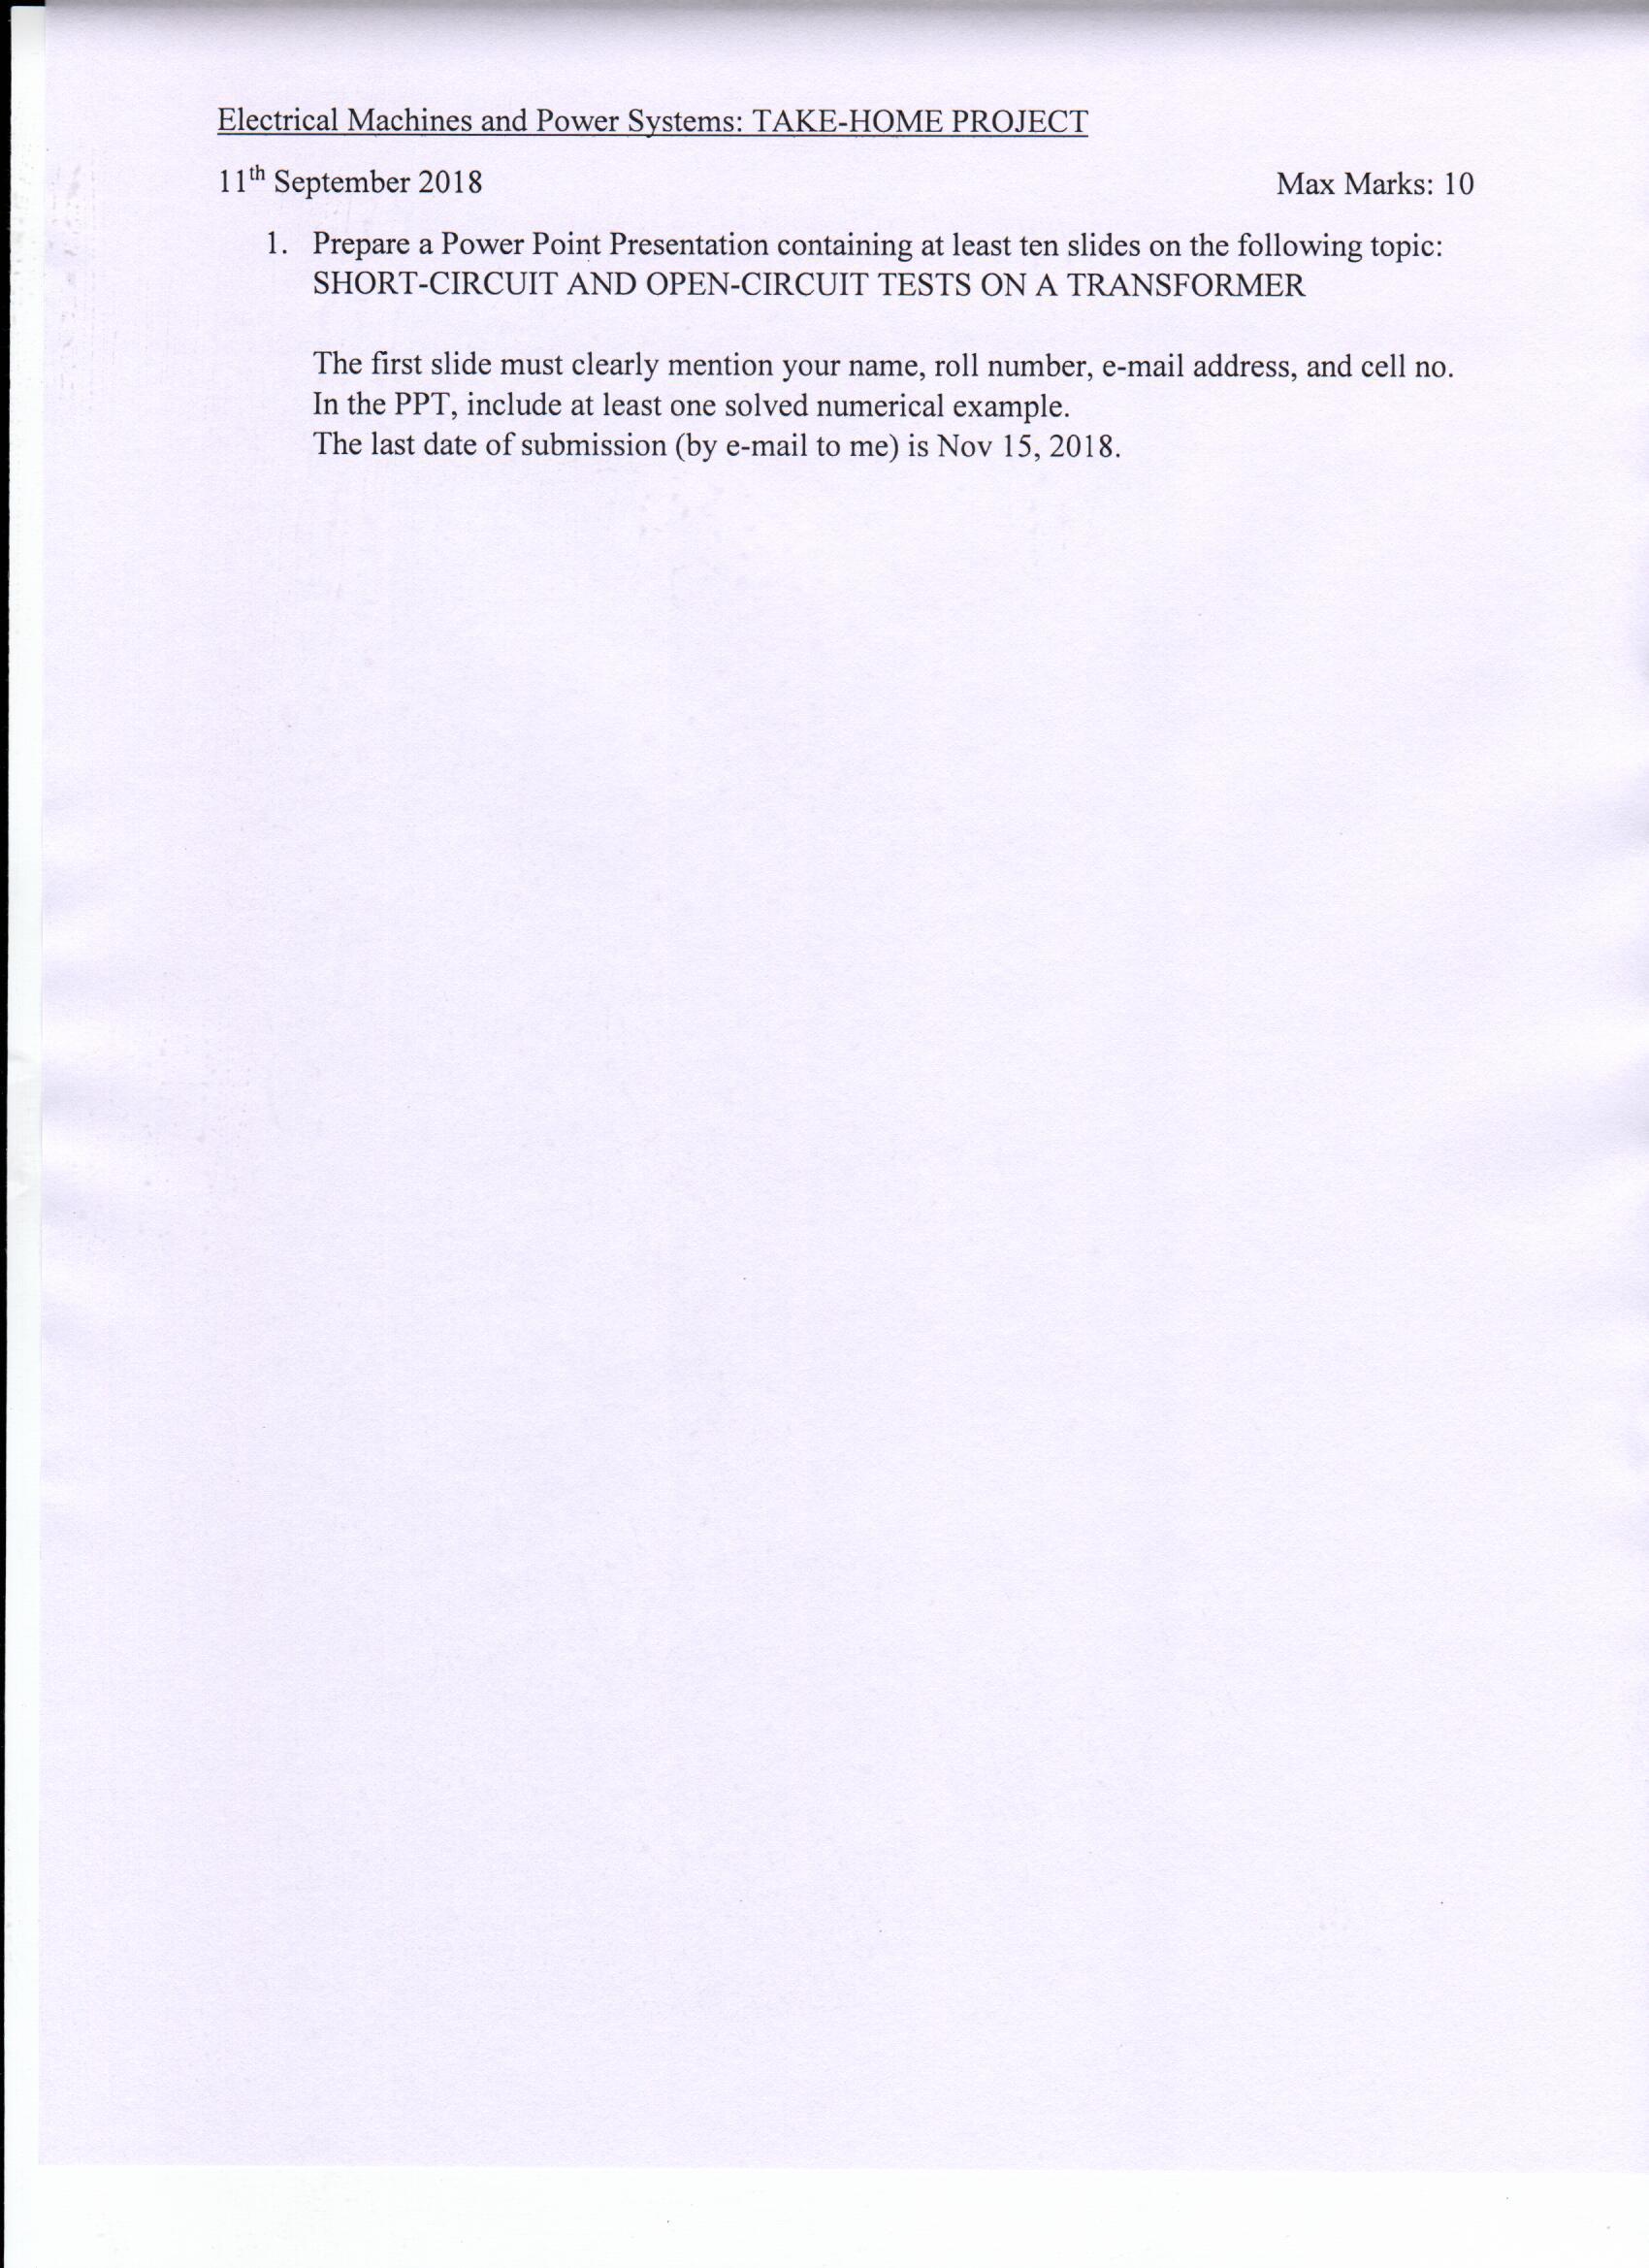 Electrical Machines and Power Systems: TAKE-HOME PROJECT
11th September 2018 Max Marks: 10
1. Prepare a Power Point Presentation containing at least ten slides on the following topic:
SHORT-CIRCUIT AND OPEN-CIRCUIT TESTS ON A TRANSFORMER
The first slide must clearly mention your name, roll number, e-mail address, and cell no.
In the PPT, include at least one solved numerical example.
The last date of submission (by e-mail to me) is Nov 15, 2018.